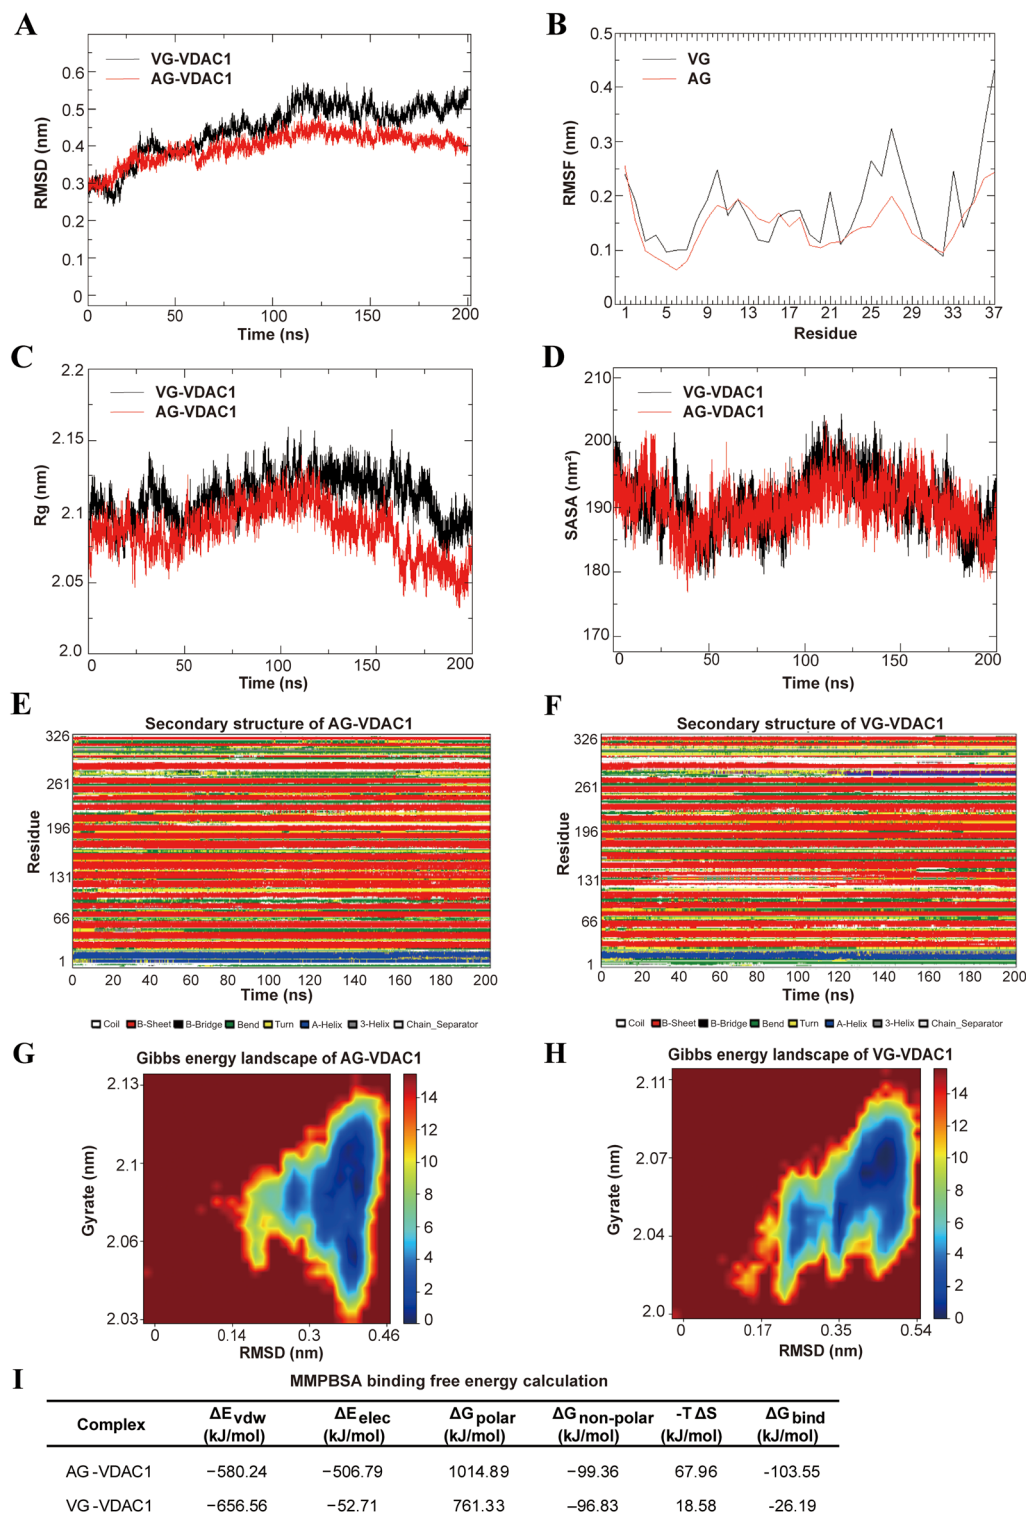 A
VG-VDAC1
AG-VDAC1
RMSD (nm)
0.6
0.5
0.4
0.3
0.2
0.1
0
0 50 100 150 200
Time (ns)
B
VG
AG
RMSF (nm)
0.5
0.4
0.3
0.2
0.1
0
1 5 9 13 17 21 25 29 33 37
Residue
C
VG-VDAC1
AG-VDAC1
Rg (nm)
2.2
2.15
2.1
2.05
2.0
0 50 100 150 200
Time (ns)
D
VG-VDAC1
AG-VDAC1
SASA (nm²)
210
200
190
180
170
0 50 100 150 200
Time (ns)
E
Secondary structure of AG-VDAC1
Residue
326
261
196
131
66
1
0 20 40 60 80 100 120 140 160 180 200
Time (ns)
Coil B-Sheet B-Bridge Bend Turn A-Helix 3-Helix Chain_Separator
F
Secondary structure of VG-VDAC1
Residue
326
261
196
131
66
1
0 20 40 60 80 100 120 140 160 180 200
Time (ns)
Coil B-Sheet B-Bridge Bend Turn A-Helix 3-Helix Chain_Separator
G
Gibbs energy landscape of AG-VDAC1
Gyrate (nm)
2.13
2.1
2.06
2.03
0 0.14 0.3 0.46
RMSD (nm)
14
12
10
8
6
4
2
0
H
Gibbs energy landscape of VG-VDAC1
Gyrate (nm)
2.11
2.07
2.04
2.0
0 0.17 0.35 0.54
RMSD (nm)
14
12
10
8
6
4
2
0
I
MMPBSA binding free energy calculation
Complex ΔEvdw (kJ/mol) ΔEelec (kJ/mol) ΔGpolar (kJ/mol) ΔGnon-polar (kJ/mol) -TΔS (kJ/mol) ΔGbind (kJ/mol)
AG-VDAC1 −580.24 −506.79 1014.89 −99.36 67.96 -103.55
VG-VDAC1 −656.56 −52.71 761.33 –96.83 18.58 -26.19